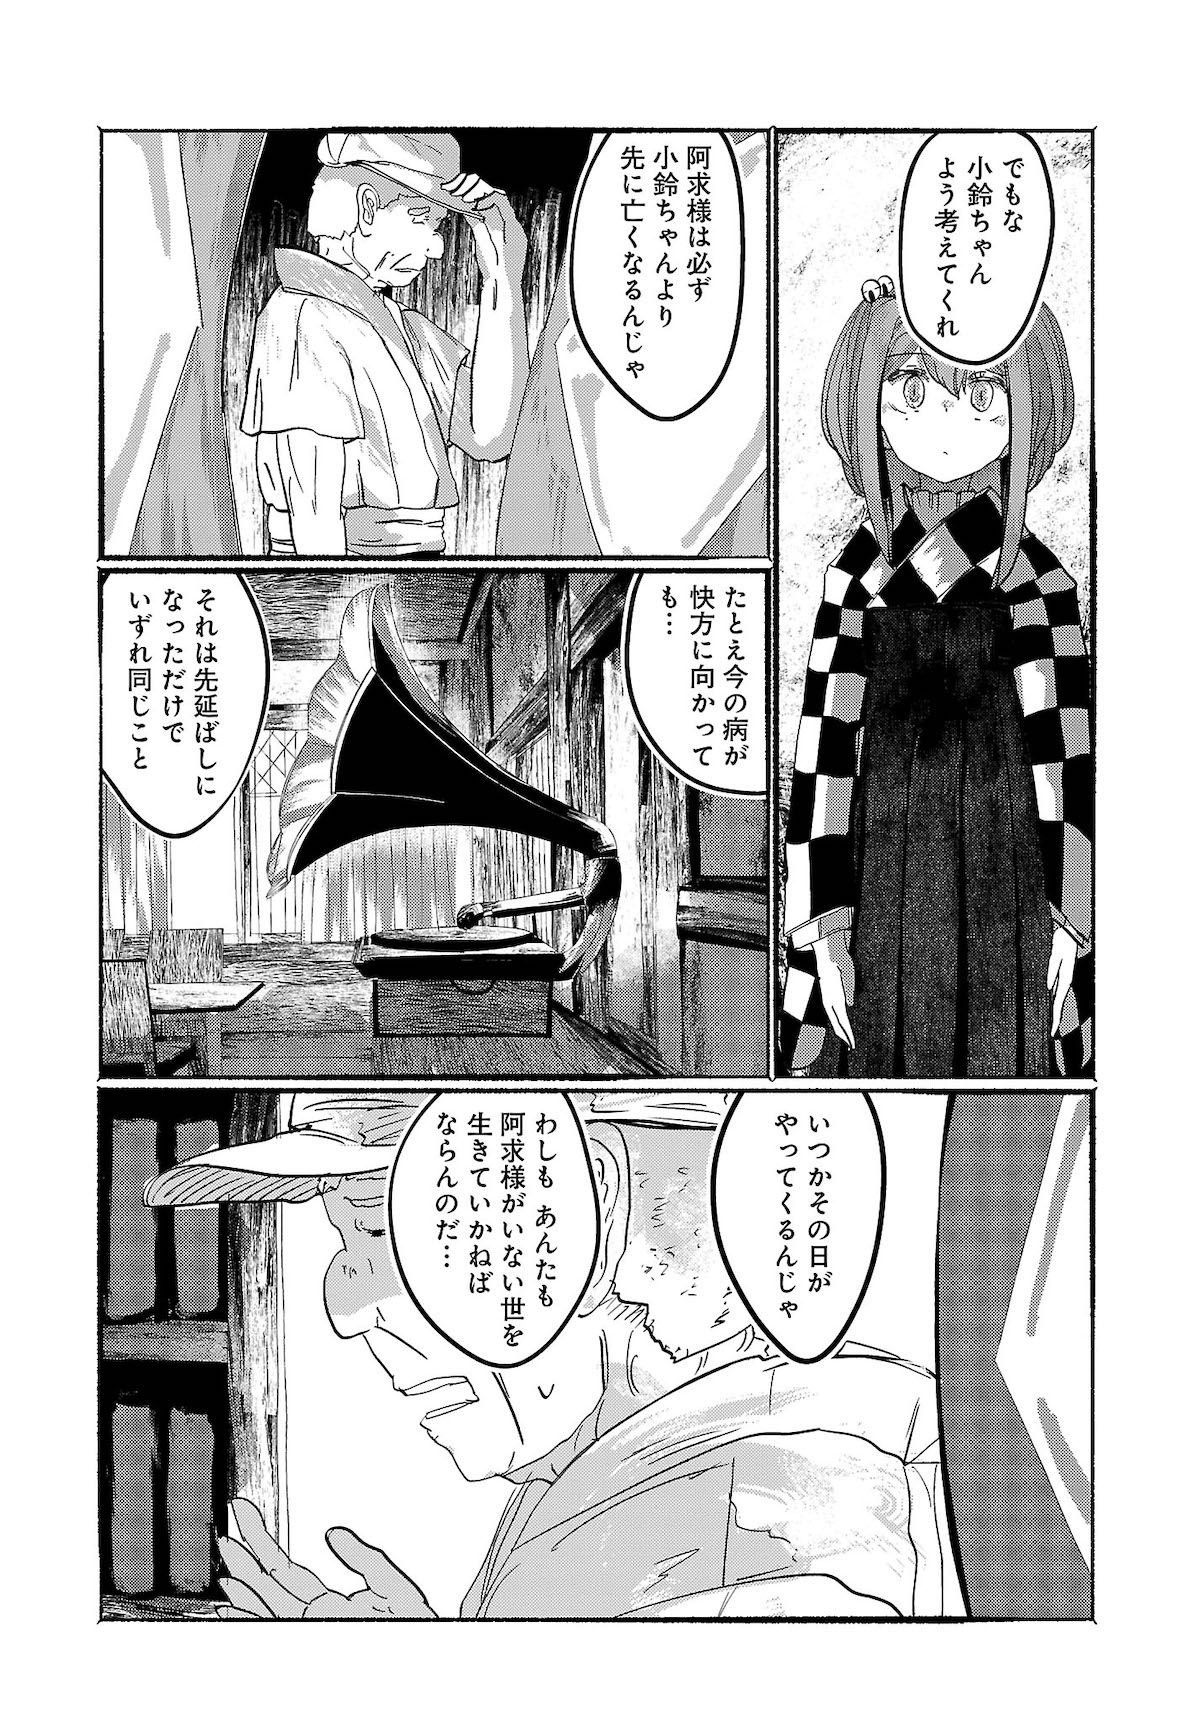 でもな
小鈴ちゃん
よう考えてくれ
阿求様は必ず
小鈴ちゃんより
先に亡くなるんじゃ
たとえ今の病が
快方に向かって
も…
それは先延ばしに
なっただけで
いずれ同じこと
いつかその日が
やってくるんじゃ
わしも あんたも
阿求様がいない世を
生きていかねば
ならんのだ…